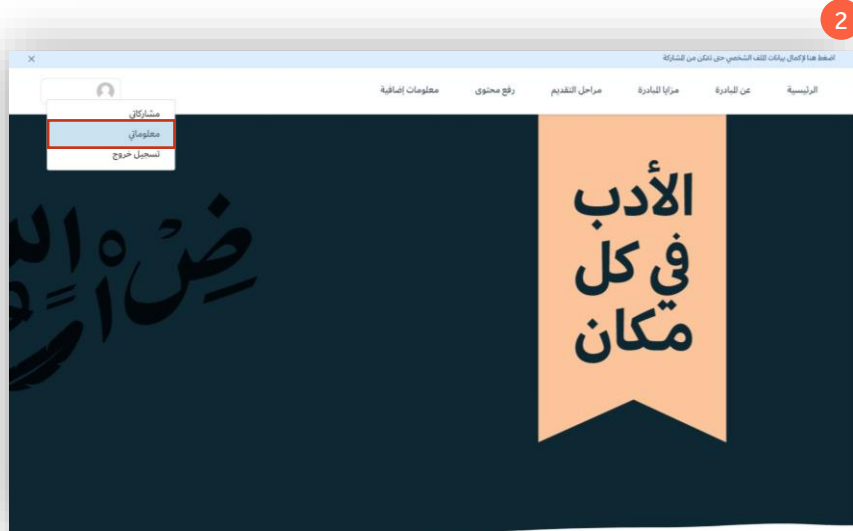 2
اضغط هنا لإكمال بيانات الملف الشخصي حتى تتمكن من المشاركة
الرئيسية عن المبادرة مزايا المبادرة مراحل التقديم رفع محتوى معلومات إضافية
مشاركاتي
معلوماتي
تسجيل خروج
الأدب
في كل
مكان